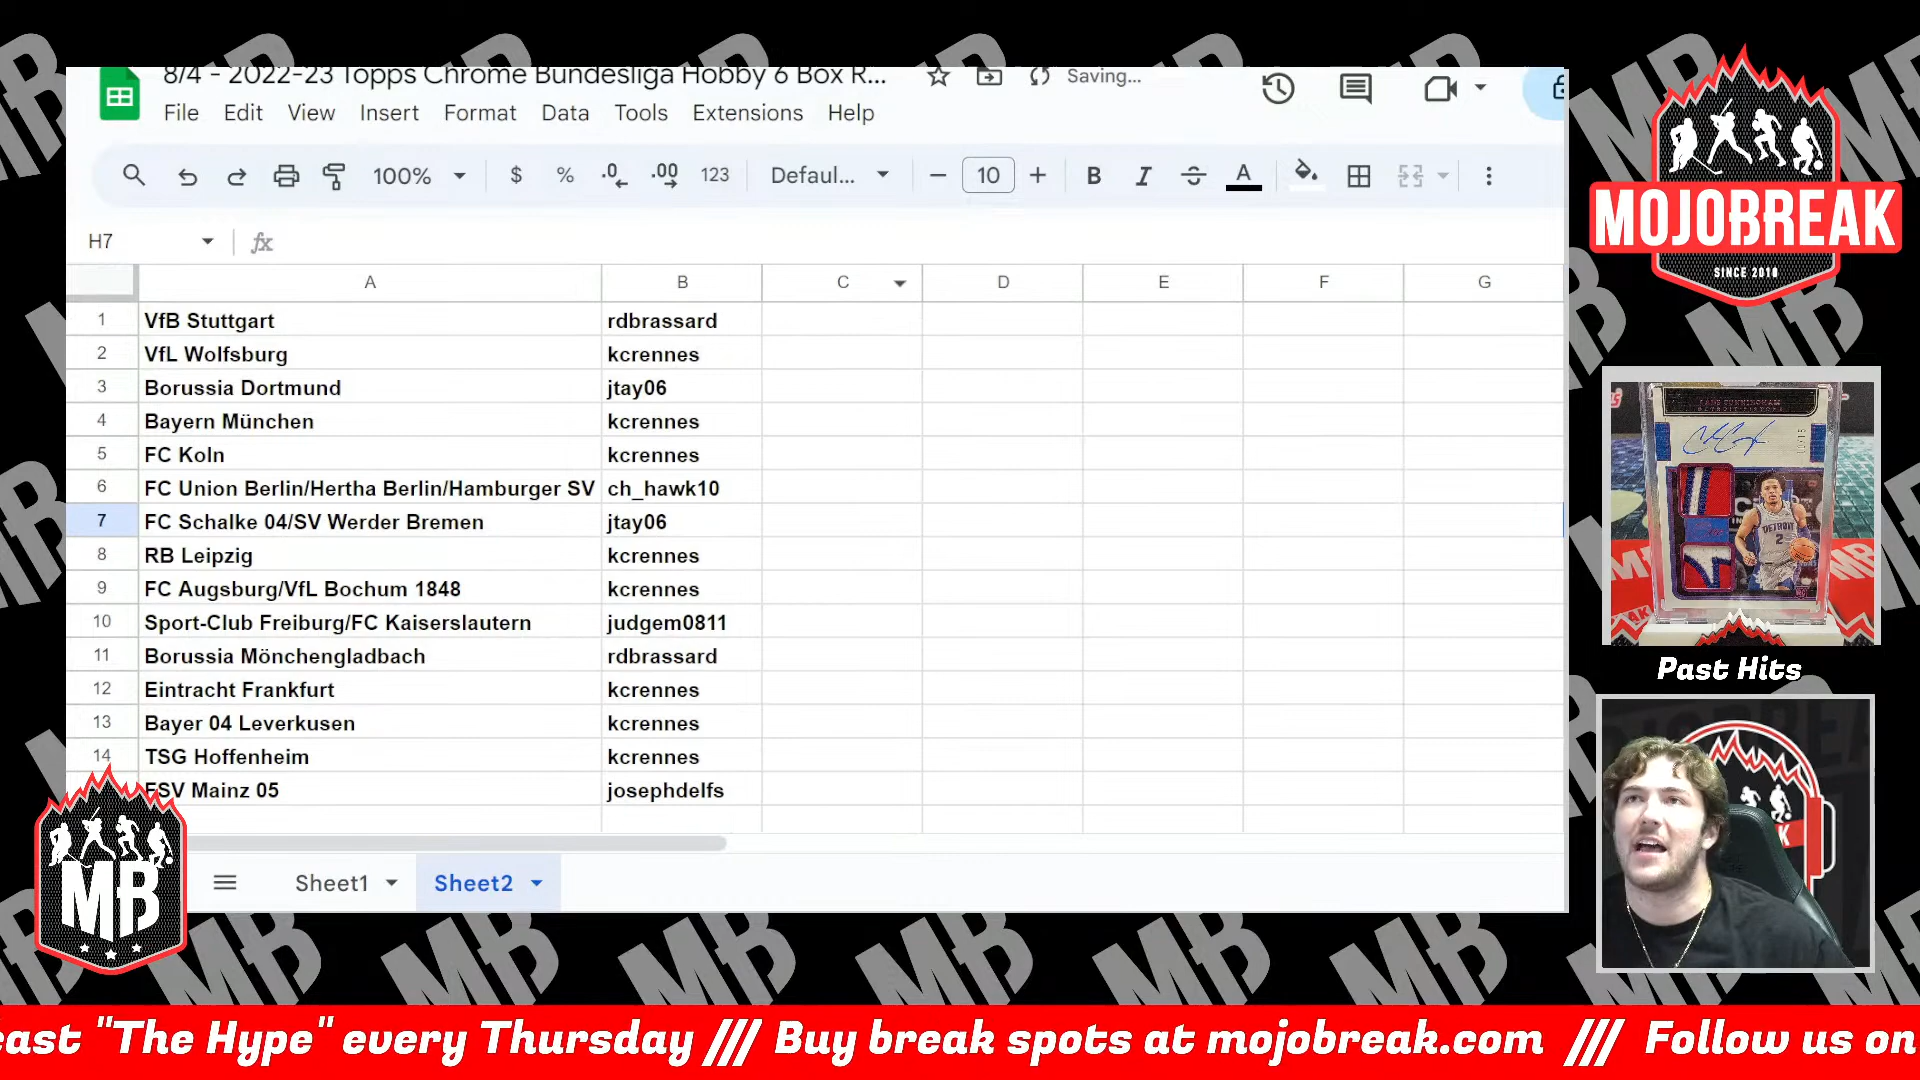 8/4 - 2022-23 Topps Chrome Bundesliga Hobby 6 Box R...
Saving...
File Edit View Insert Format Data Tools Extensions Help
100% $ % .0 .00 123 Defaul... 10 B I S A
H7 fx
A B C D E F G
1 VfB Stuttgart rdbrassard
2 VfL Wolfsburg kcrennes
3 Borussia Dortmund jtay06
4 Bayern München kcrennes
5 FC Koln kcrennes
6 FC Union Berlin/Hertha Berlin/Hamburger SV ch_hawk10
7 FC Schalke 04/SV Werder Bremen jtay06
8 RB Leipzig kcrennes
9 FC Augsburg/VfL Bochum 1848 kcrennes
10 Sport-Club Freiburg/FC Kaiserslautern judgem0811
11 Borussia Mönchengladbach rdbrassard
12 Eintracht Frankfurt kcrennes
13 Bayer 04 Leverkusen kcrennes
14 TSG Hoffenheim kcrennes
FSV Mainz 05 josephdelfs
Sheet1 Sheet2
MB
MOJOBREAK
SINCE 2010
DETROIT
2
Past Hits
east "The Hype" every Thursday /// Buy break spots at mojobreak.com /// Follow us on